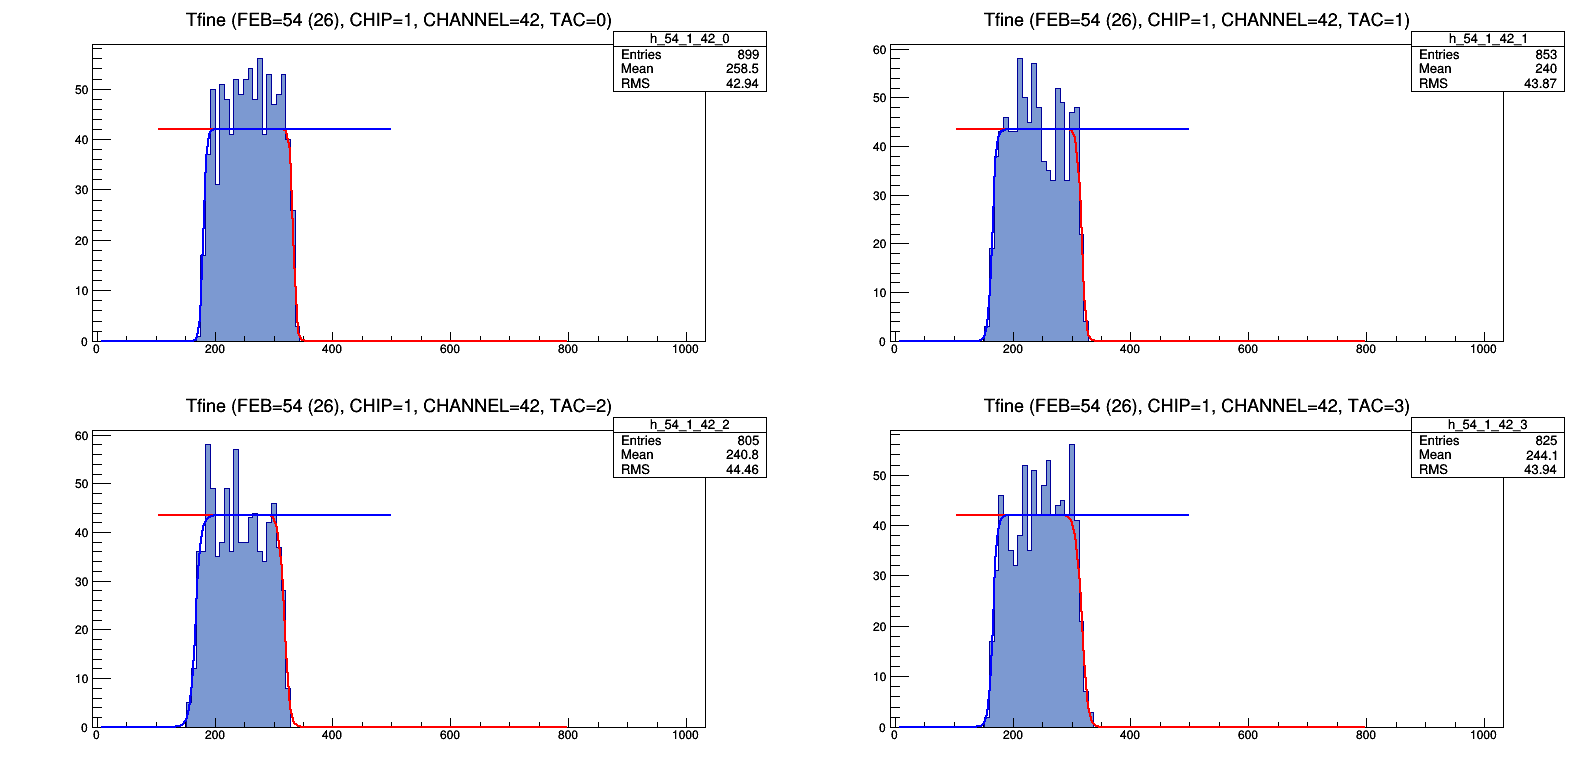 Tfine (FEB=54 (26), CHIP=1, CHANNEL=42, TAC=0)
h_54_1_42_0
Entries 899
Mean 258.5
RMS 42.94
50
40
30
20
10
0
0 200 400 600 800 1000
Tfine (FEB=54 (26), CHIP=1, CHANNEL=42, TAC=1)
h_54_1_42_1
Entries 853
Mean 240
RMS 43.87
60
50
40
30
20
10
0
0 200 400 600 800 1000
Tfine (FEB=54 (26), CHIP=1, CHANNEL=42, TAC=2)
h_54_1_42_2
Entries 805
Mean 240.8
RMS 44.46
60
50
40
30
20
10
0
0 200 400 600 800 1000
Tfine (FEB=54 (26), CHIP=1, CHANNEL=42, TAC=3)
h_54_1_42_3
Entries 825
Mean 244.1
RMS 43.94
50
40
30
20
10
0
0 200 400 600 800 1000